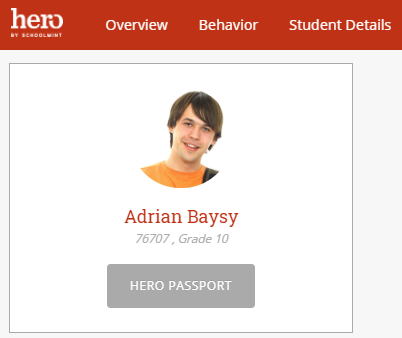 hero
BY SCHOOLMINT
Overview Behavior Student Details
Adrian Baysy
76707 , Grade 10
HERO PASSPORT